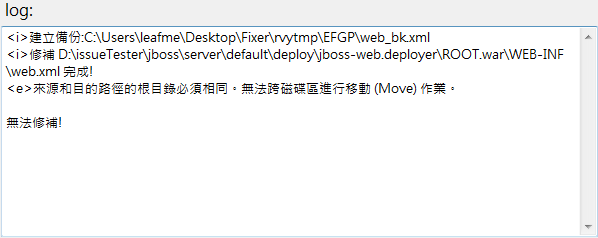 log:
<i>建立備份:C:\Users\leafme\Desktop\Fixer\rvytmp\EFGP\web_bk.xml
<i>修補 D:\issueTester\jboss\server\default\deploy\jboss-web.deployer\ROOT.war\WEB-INF
\web.xml 完成!
<e>來源和目的路徑的根目錄必須相同。無法跨磁碟區進行移動 (Move) 作業。
無法修補!